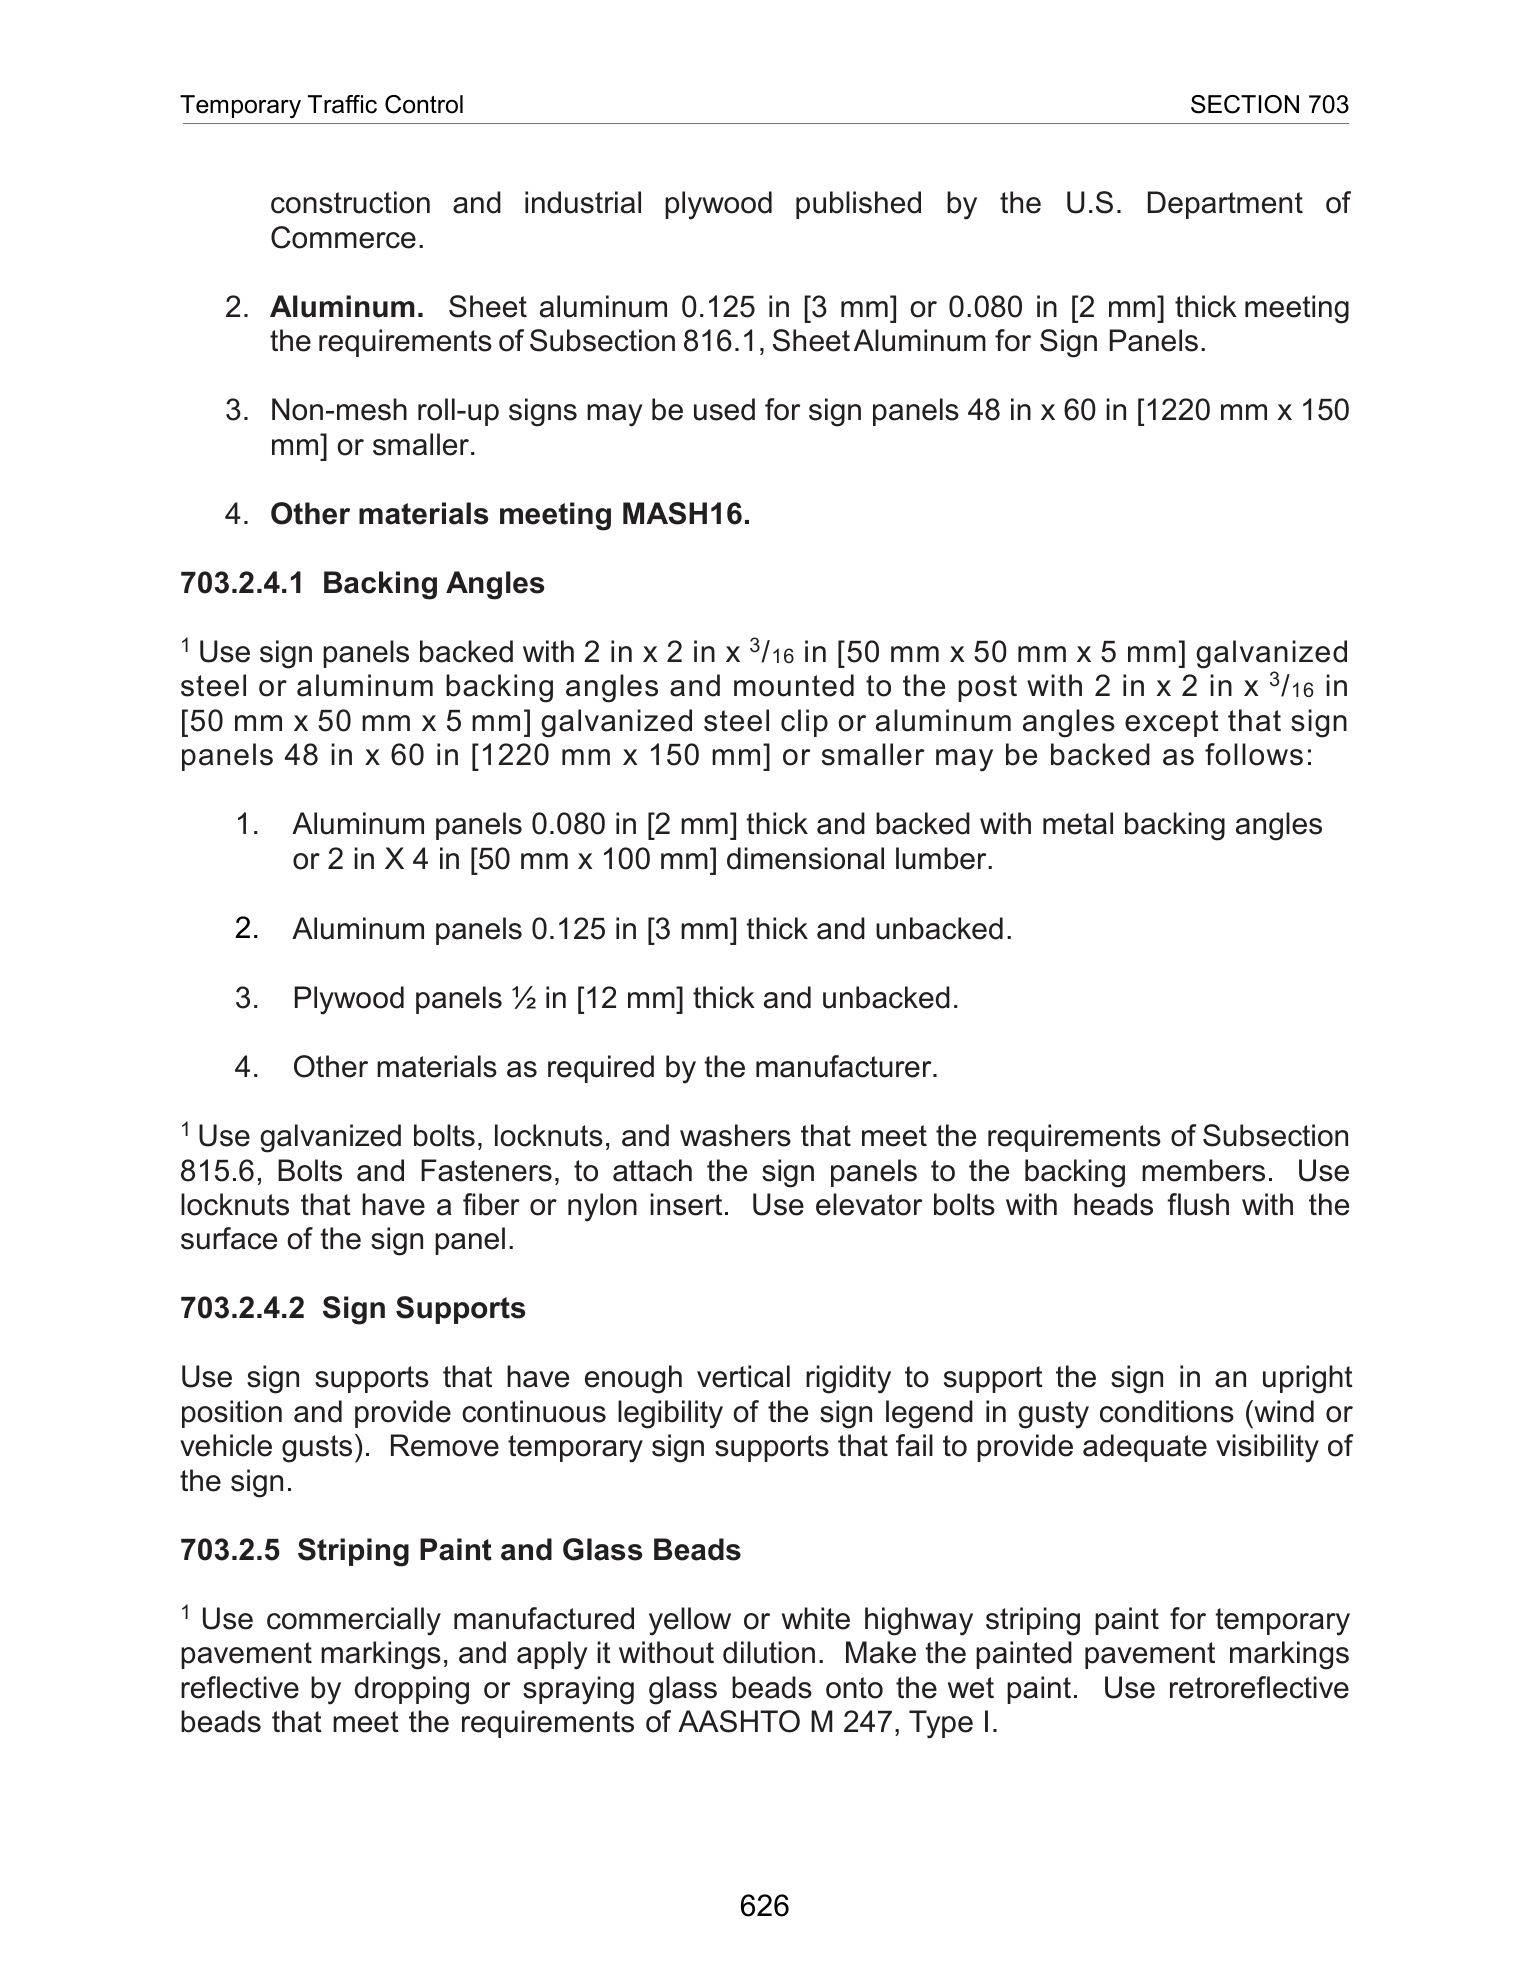 Temporary Traffic Control SECTION 703
construction and industrial plywood published by the U.S. Department of
Commerce.
2. Aluminum. Sheet aluminum 0.125 in [3 mm] or 0.080 in [2 mm] thick meeting
the requirements of Subsection 816.1, Sheet Aluminum for Sign Panels.
3. Non-mesh roll-up signs may be used for sign panels 48 in x 60 in [1220 mm x 150
mm] or smaller.
4. Other materials meeting MASH16.
703.2.4.1 Backing Angles
1 Use sign panels backed with 2 in x 2 in x 3/16 in [50 mm x 50 mm x 5 mm] galvanized
steel or aluminum backing angles and mounted to the post with 2 in x 2 in x 3/16 in
[50 mm x 50 mm x 5 mm] galvanized steel clip or aluminum angles except that sign
panels 48 in x 60 in [1220 mm x 150 mm] or smaller may be backed as follows:
1. Aluminum panels 0.080 in [2 mm] thick and backed with metal backing angles
or 2 in X 4 in [50 mm x 100 mm] dimensional lumber.
2. Aluminum panels 0.125 in [3 mm] thick and unbacked.
3. Plywood panels ½ in [12 mm] thick and unbacked.
4. Other materials as required by the manufacturer.
1 Use galvanized bolts, locknuts, and washers that meet the requirements of Subsection
815.6, Bolts and Fasteners, to attach the sign panels to the backing members. Use
locknuts that have a fiber or nylon insert. Use elevator bolts with heads flush with the
surface of the sign panel.
703.2.4.2 Sign Supports
Use sign supports that have enough vertical rigidity to support the sign in an upright
position and provide continuous legibility of the sign legend in gusty conditions (wind or
vehicle gusts). Remove temporary sign supports that fail to provide adequate visibility of
the sign.
703.2.5 Striping Paint and Glass Beads
1 Use commercially manufactured yellow or white highway striping paint for temporary
pavement markings, and apply it without dilution. Make the painted pavement markings
reflective by dropping or spraying glass beads onto the wet paint. Use retroreflective
beads that meet the requirements of AASHTO M 247, Type I.
626